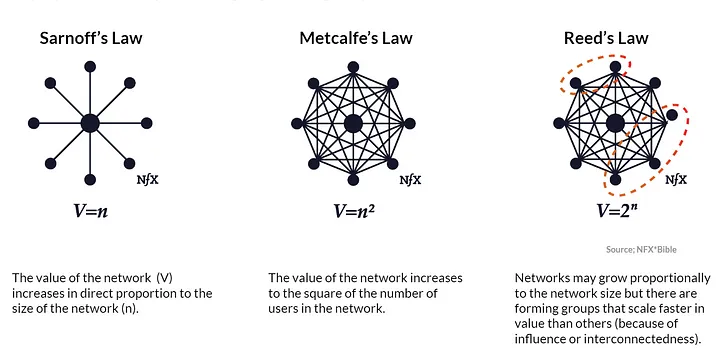 Sarnoff's Law
Metcalfe's Law
Reed's Law
NfX
NfX
NfX
V=n
V=n²
V=2ⁿ
Source; NFX*Bible
The value of the network (V)
increases in direct proportion to the
size of the network (n).
The value of the network increases
to the square of the number of
users in the network.
Networks may grow proportionally
to the network size but there are
forming groups that scale faster in
value than others (because of
influence or interconnectedness).